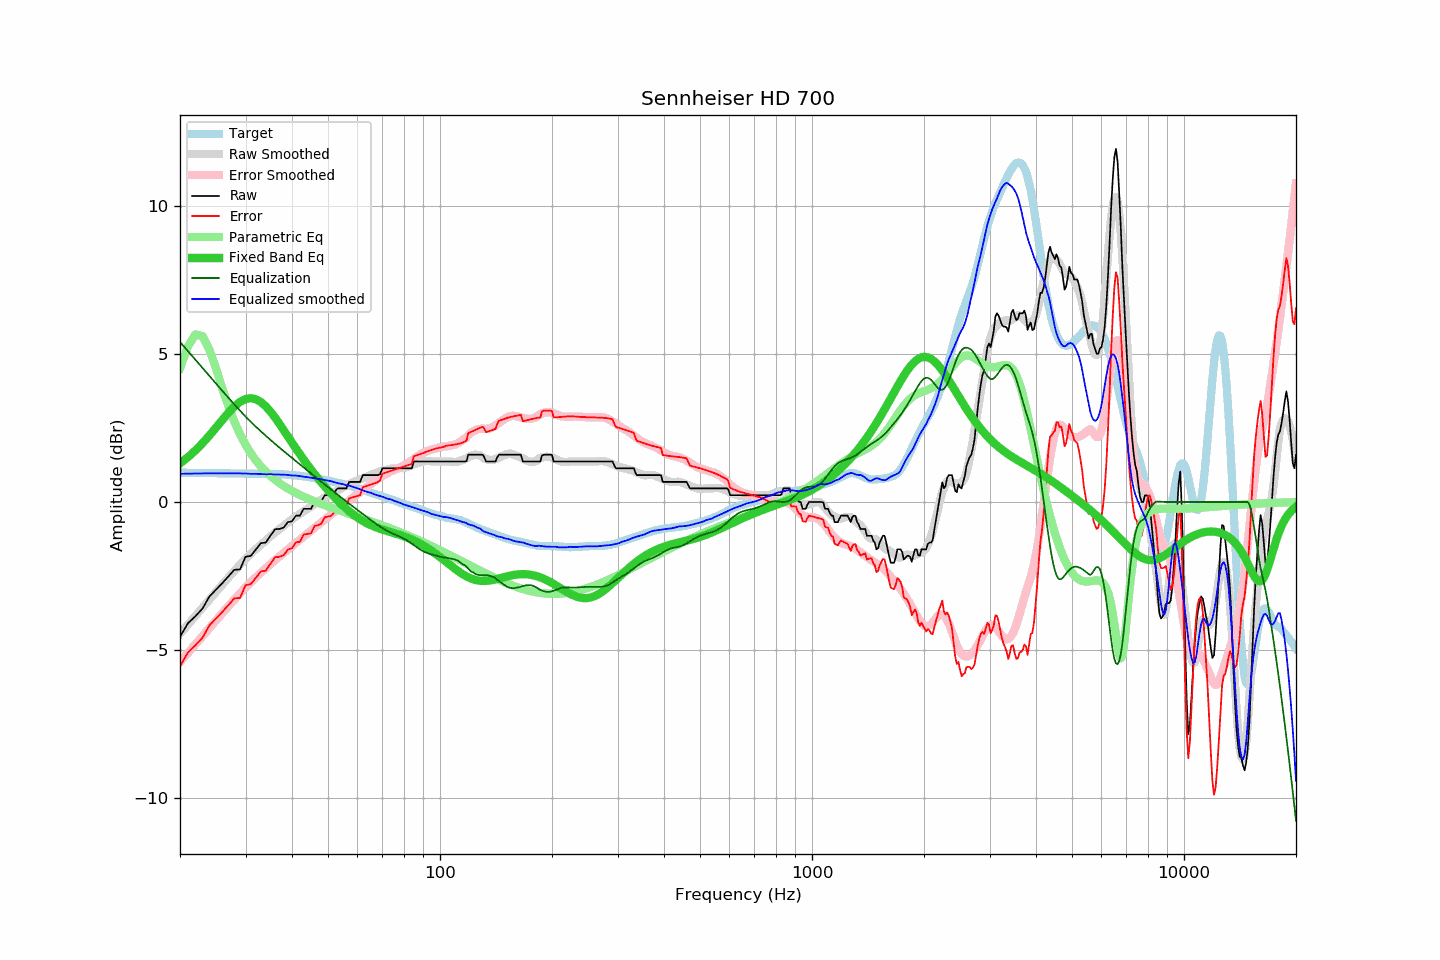 Sennheiser HD 700
Target
Raw Smoothed
Error Smoothed
Raw
Error
Parametric Eq
Fixed Band Eq
Equalization
Equalized smoothed
Amplitude (dBr)
10
5
0
−5
−10
100
1000
10000
Frequency (Hz)